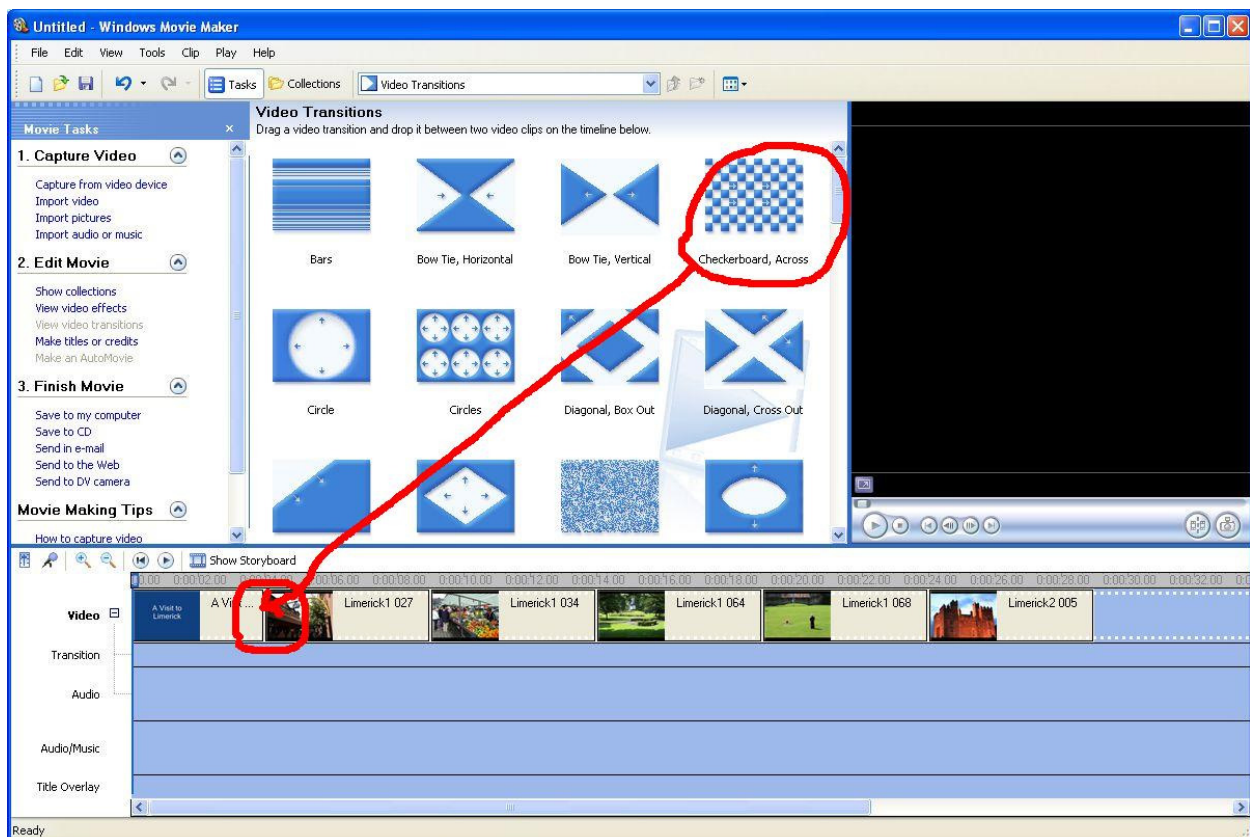 Untitled - Windows Movie Maker
File Edit View Tools Clip Play Help
Tasks Collections Video Transitions
Movie Tasks
Video Transitions
Drag a video transition and drop it between two video clips on the timeline below.
1. Capture Video
Capture from video device
Import video
Import pictures
Import audio or music
2. Edit Movie
Show collections
View video effects
View video transitions
Make titles or credits
Make an AutoMovie
3. Finish Movie
Save to my computer
Save to CD
Send in e-mail
Send to the Web
Send to DV camera
Movie Making Tips
How to capture video
Bars Bow Tie, Horizontal Bow Tie, Vertical Checkerboard, Across
Circle Circles Diagonal, Box Out Diagonal, Cross Out
Show Storyboard
0:00:02.00 0:00:06.00 0:00:08.00 0:00:10.00 0:00:12.00 0:00:14.00 0:00:16.00 0:00:18.00 0:00:20.00 0:00:22.00 0:00:24.00 0:00:26.00 0:00:28.00 0:00:30.00 0:00:32.00
Video
A Visit to
Limerick
Limerick1 027 Limerick1 034 Limerick1 064 Limerick1 068 Limerick2 005
Transition
Audio
Audio/Music
Title Overlay
Ready